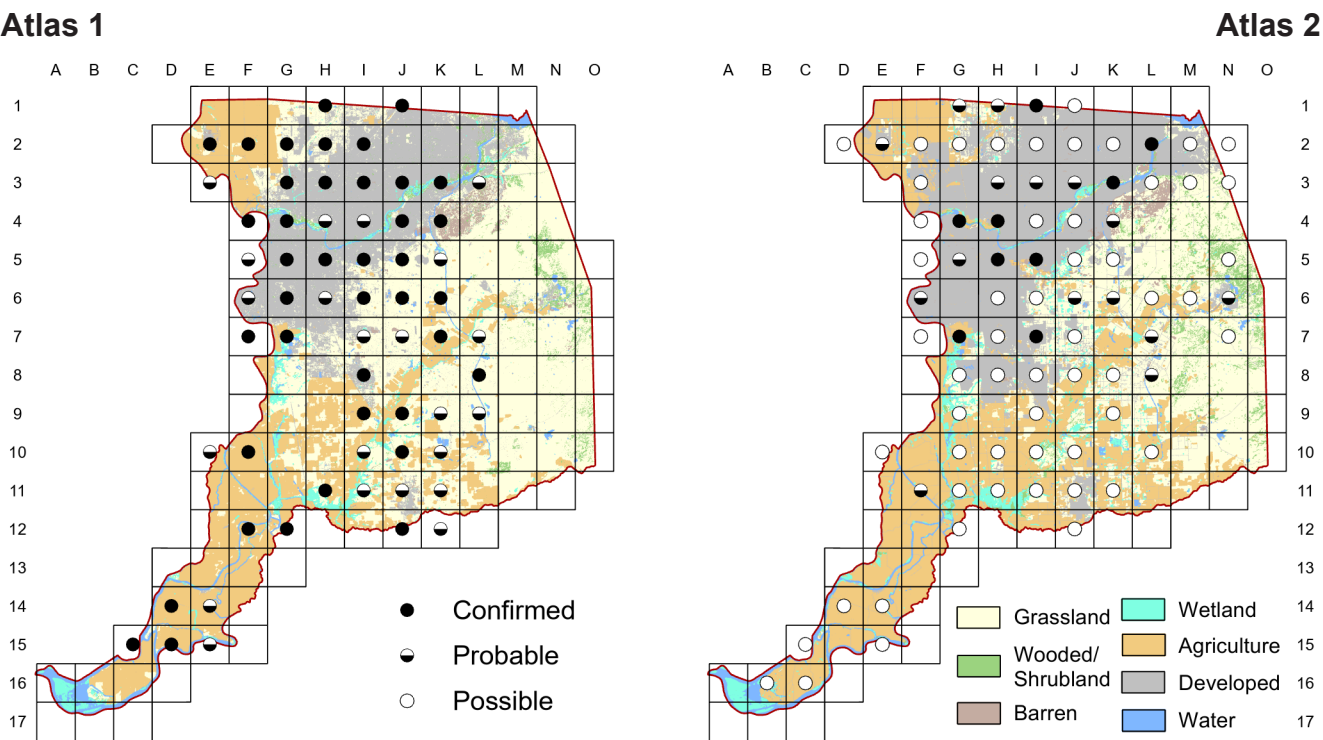 Atlas 1
Atlas 2
A B C D E F G H I J K L M N O
A B C D E F G H I J K L M N O
1
2
3
4
5
6
7
8
9
10
11
12
13
14
15
16
17
1
2
3
4
5
6
7
8
9
10
11
12
13
14
15
16
17
Confirmed
Probable
Possible
Grassland
Wooded/
Shrubland
Barren
Wetland
Agriculture
Developed
Water